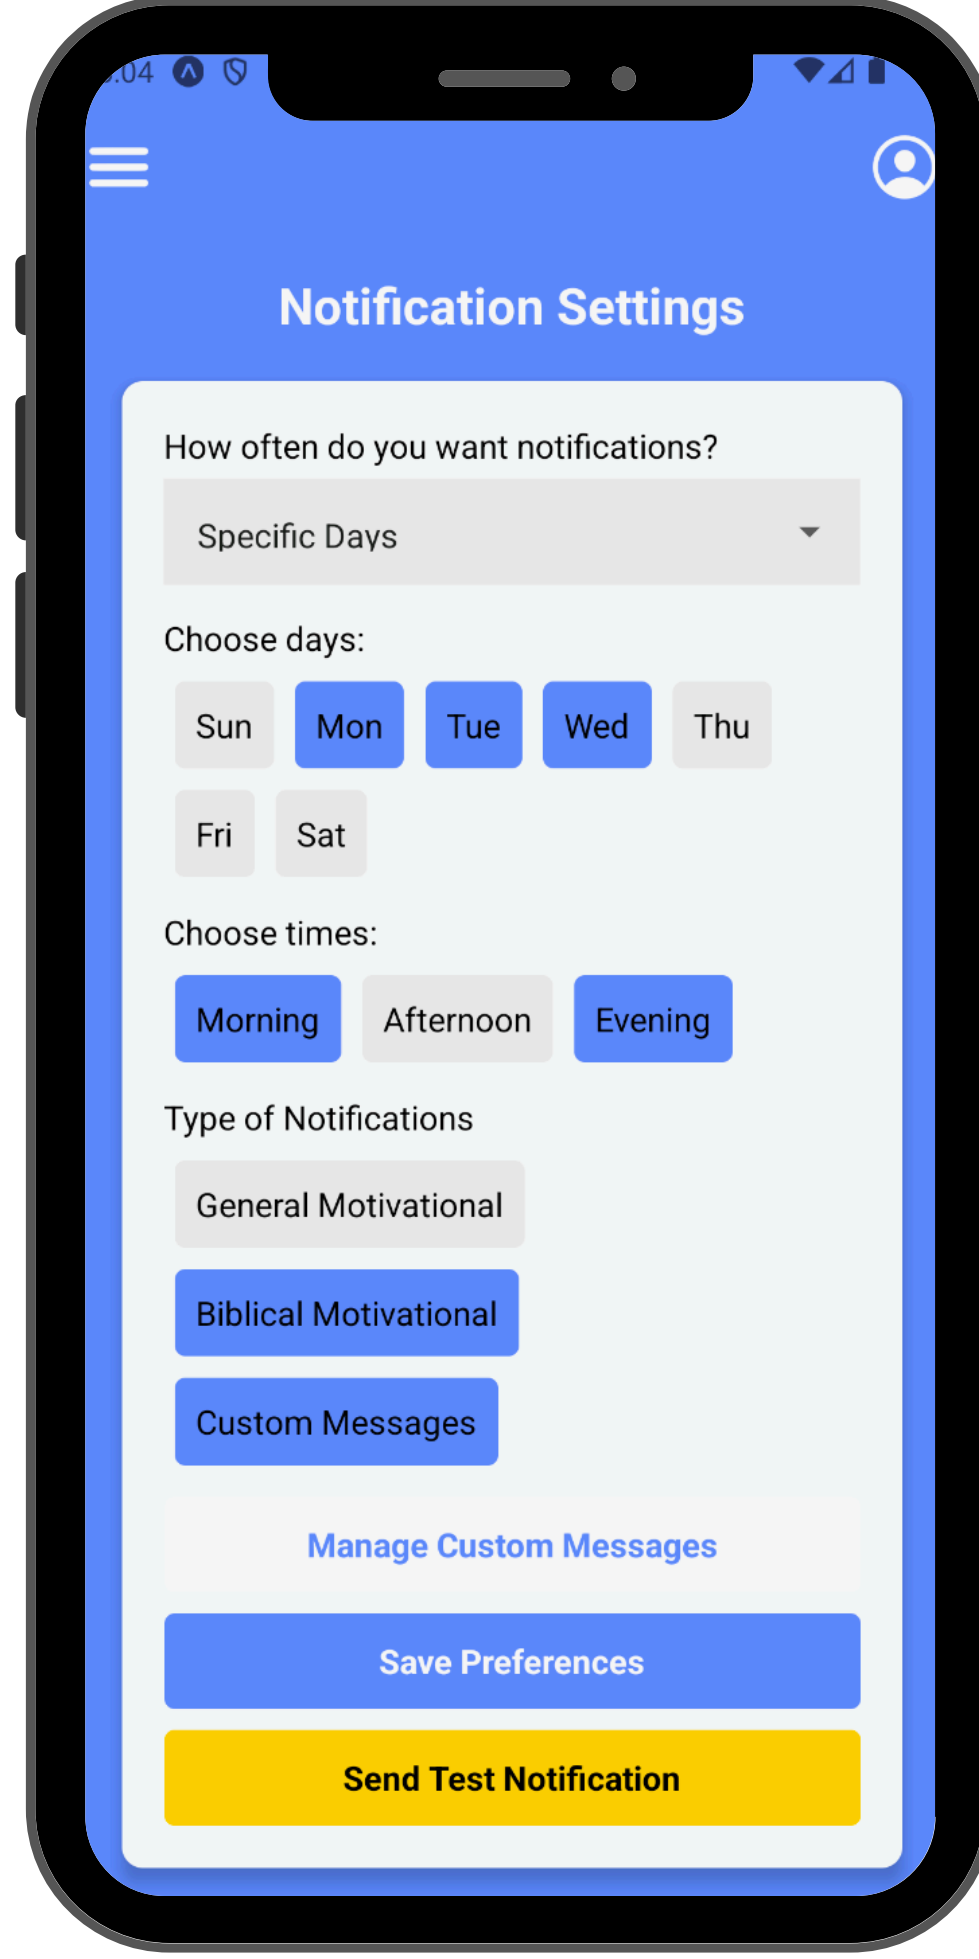 Notification Settings
How often do you want notifications?
Specific Days
Choose days:
Sun Mon Tue Wed Thu
Fri Sat
Choose times:
Morning Afternoon Evening
Type of Notifications
General Motivational
Biblical Motivational
Custom Messages
Manage Custom Messages
Save Preferences
Send Test Notification